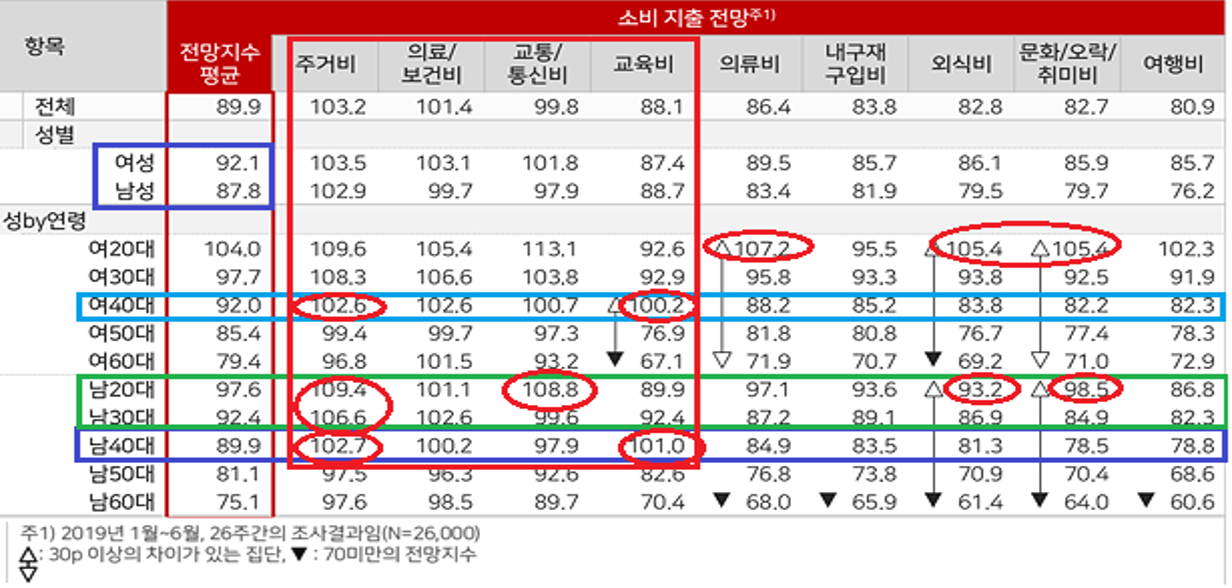 항목 소비 지출 전망주1)
전망지수 평균 주거비 의료/보건비 교통/통신비 교육비 의류비 내구재 구입비 외식비 문화/오락/취미비 여행비
전체 89.9 103.2 101.4 99.8 88.1 86.4 83.8 82.8 82.7 80.9
성별
여성 92.1 103.5 103.1 101.8 87.4 89.5 85.7 86.1 85.9 85.7
남성 87.8 102.9 99.7 97.9 88.7 83.4 81.9 79.5 79.7 76.2
성by연령
여20대 104.0 109.6 105.4 113.1 92.6 △107.2 95.5 △105.4 △105.4 102.3
여30대 97.7 108.3 106.6 103.8 92.9 95.8 93.3 93.8 92.5 91.9
여40대 92.0 102.6 102.6 100.7 △100.2 88.2 85.2 83.8 82.2 82.3
여50대 85.4 99.4 99.7 97.3 76.9 81.8 80.8 76.7 77.4 78.3
여60대 79.4 96.8 101.5 93.2 ▼67.1 ▽71.9 70.7 ▼69.2 ▽71.0 72.9
남20대 97.6 109.4 101.1 108.8 89.9 97.1 93.6 △93.2 △98.5 86.8
남30대 92.4 106.6 102.6 99.6 92.4 87.2 89.1 86.9 84.9 82.3
남40대 89.9 102.7 100.2 97.9 101.0 84.9 83.5 81.3 78.5 78.8
남50대 81.1 97.5 96.3 92.6 82.6 76.8 73.8 70.9 70.4 68.6
남60대 75.1 97.6 98.5 89.7 70.4 ▼68.0 ▼65.9 ▼61.4 ▼64.0 ▼60.6
주1) 2019년 1월~6월, 26주간의 조사결과임(N=26,000)
△▽: 30p 이상의 차이가 있는 집단, ▼ : 70미만의 전망지수